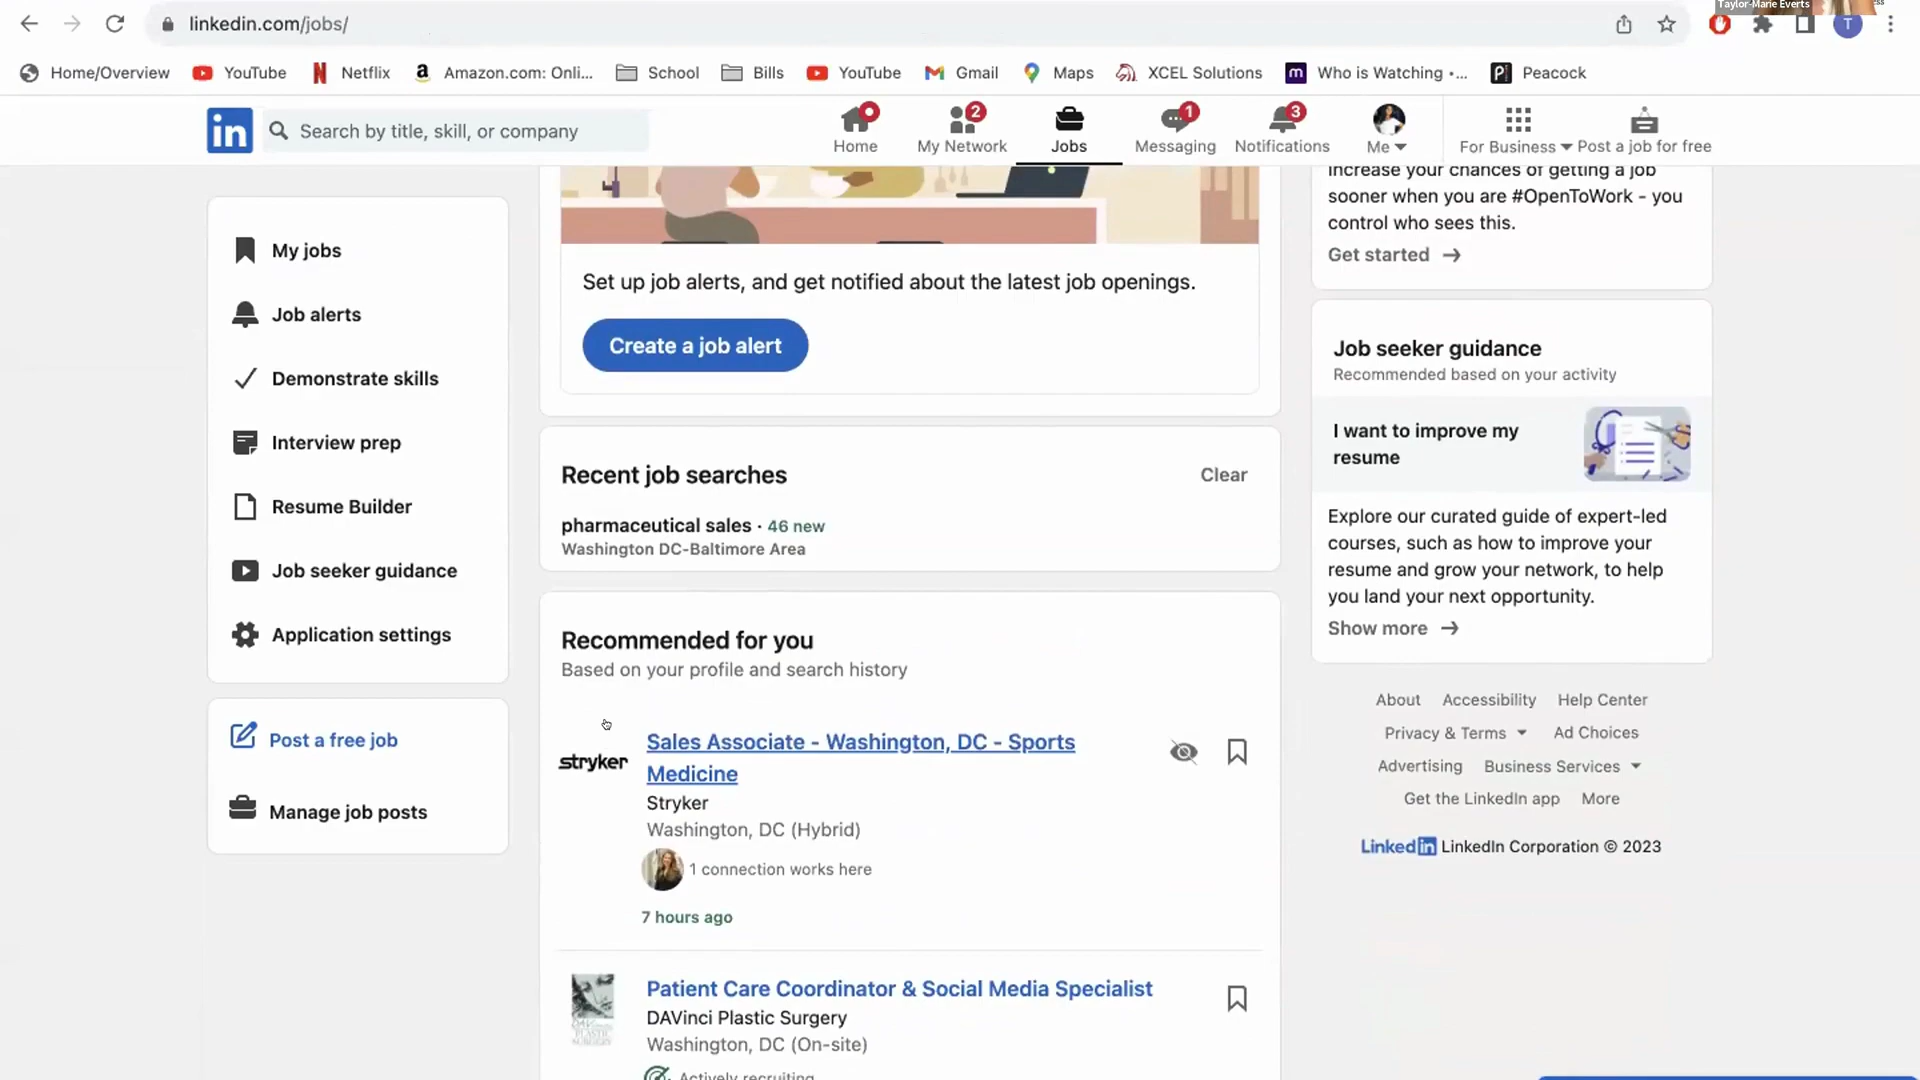 Taylor-Marie Everts
linkedin.com/jobs/
T
Home/Overview
YouTube
Netflix
Amazon.com: Onli...
School
Bills
YouTube
Gmail
Maps
XCEL Solutions
Who is Watching •...
Peacock
in
Search by title, skill, or company
Home
2
My Network
Jobs
1
Messaging
3
Notifications
Me
For Business
Post a job for free
My jobs
Job alerts
Demonstrate skills
Interview prep
Resume Builder
Job seeker guidance
Application settings
Post a free job
Manage job posts
Set up job alerts, and get notified about the latest job openings.
Create a job alert
Recent job searches
Clear
pharmaceutical sales · 46 new
Washington DC-Baltimore Area
Recommended for you
Based on your profile and search history
stryker
Sales Associate - Washington, DC - Sports
Medicine
Stryker
Washington, DC (Hybrid)
1 connection works here
7 hours ago
Patient Care Coordinator & Social Media Specialist
DAVinci Plastic Surgery
Washington, DC (On-site)
Actively recruiting
increase your chances of getting a job
sooner when you are #OpenToWork - you
control who sees this.
Get started →
Job seeker guidance
Recommended based on your activity
I want to improve my
resume
Explore our curated guide of expert-led
courses, such as how to improve your
resume and grow your network, to help
you land your next opportunity.
Show more →
About Accessibility Help Center
Privacy & Terms Ad Choices
Advertising Business Services
Get the LinkedIn app More
LinkedIn LinkedIn Corporation © 2023